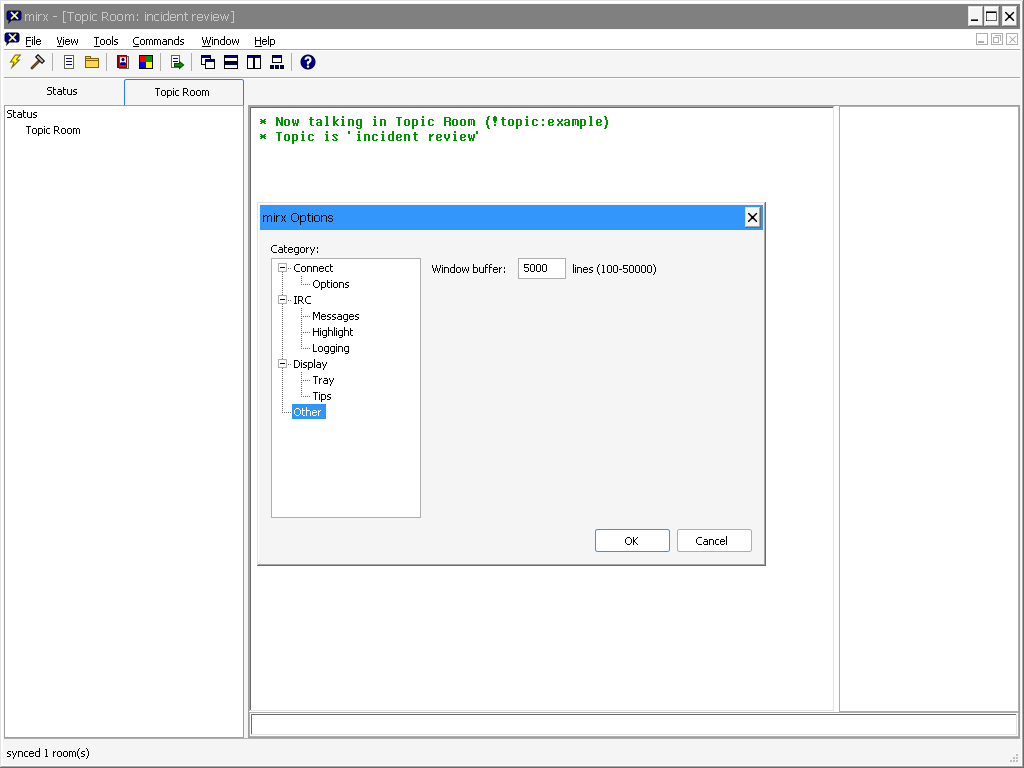 mirx - [Topic Room: incident review]
File View Tools Commands Window Help
Status Topic Room
Status
Topic Room
* Now talking in Topic Room (!topic:example)
* Topic is 'incident review'
mirx Options
Category:
Connect
Options
IRC
Messages
Highlight
Logging
Display
Tray
Tips
Other
Window buffer: 5000 lines (100-50000)
OK Cancel
synced 1 room(s)